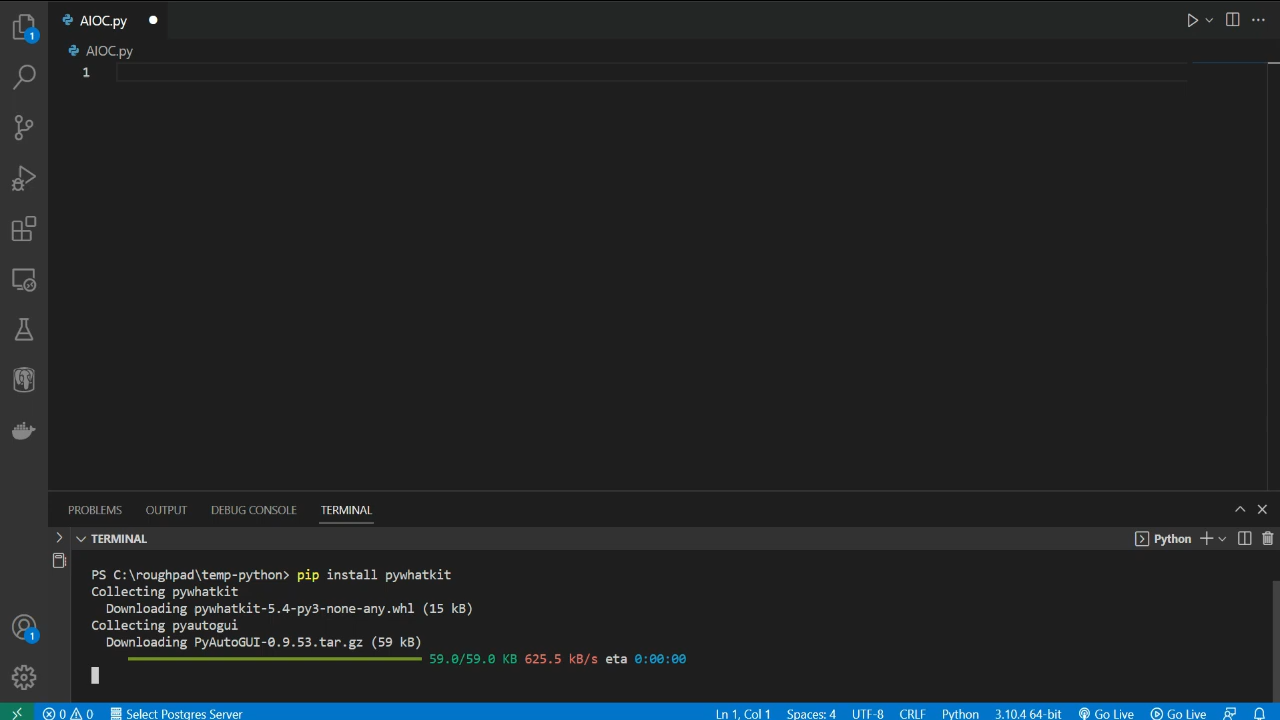 AIOC.py
1
AIOC.py
1
PROBLEMS OUTPUT DEBUG CONSOLE TERMINAL
TERMINAL
Python
PS C:\roughpad\temp-python> pip install pywhatkit
Collecting pywhatkit
Downloading pywhatkit-5.4-py3-none-any.whl (15 kB)
Collecting pyautogui
Downloading PyAutoGUI-0.9.53.tar.gz (59 kB)
59.0/59.0 KB 625.5 kB/s eta 0:00:00
1
0 0 Select Postgres Server Ln 1, Col 1 Spaces: 4 UTF-8 CRLF Python 3.10.4 64-bit Go Live Go Live